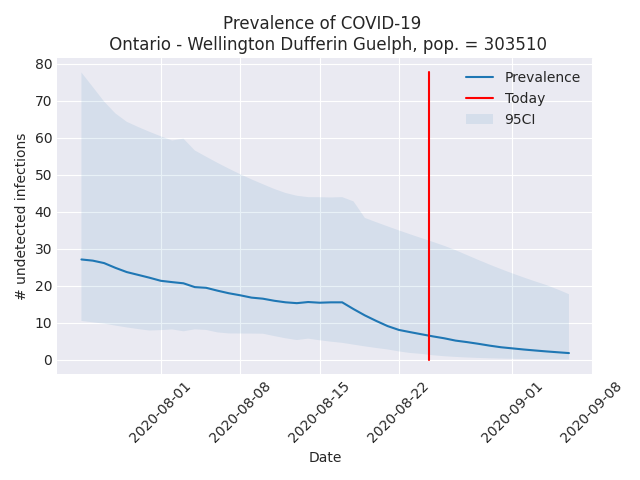 Prevalence of COVID-19
Ontario - Wellington Dufferin Guelph, pop. = 303510
80
70
60
50
40
30
20
10
0
# undetected infections
Prevalence
Today
95CI
2020-08-01
2020-08-08
2020-08-15
2020-08-22
2020-09-01
2020-09-08
Date